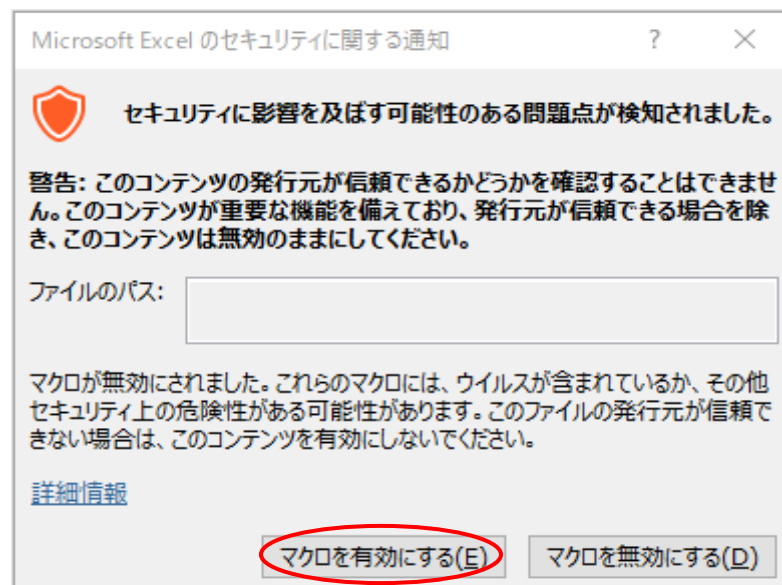 Microsoft Excel のセキュリティに関する通知 ?
セキュリティに影響を及ぼす可能性のある問題点が検知されました。
警告: このコンテンツの発行元が信頼できるかどうかを確認することはできませ
ん。このコンテンツが重要な機能を備えており、発行元が信頼できる場合を除
き、このコンテンツは無効のままにしてください。
ファイルのパス:
マクロが無効にされました。これらのマクロには、ウイルスが含まれているか、その他
セキュリティ上の危険性がある可能性があります。このファイルの発行元が信頼で
きない場合は、このコンテンツを有効にしないでください。
詳細情報
マクロを有効にする(E) マクロを無効にする(D)